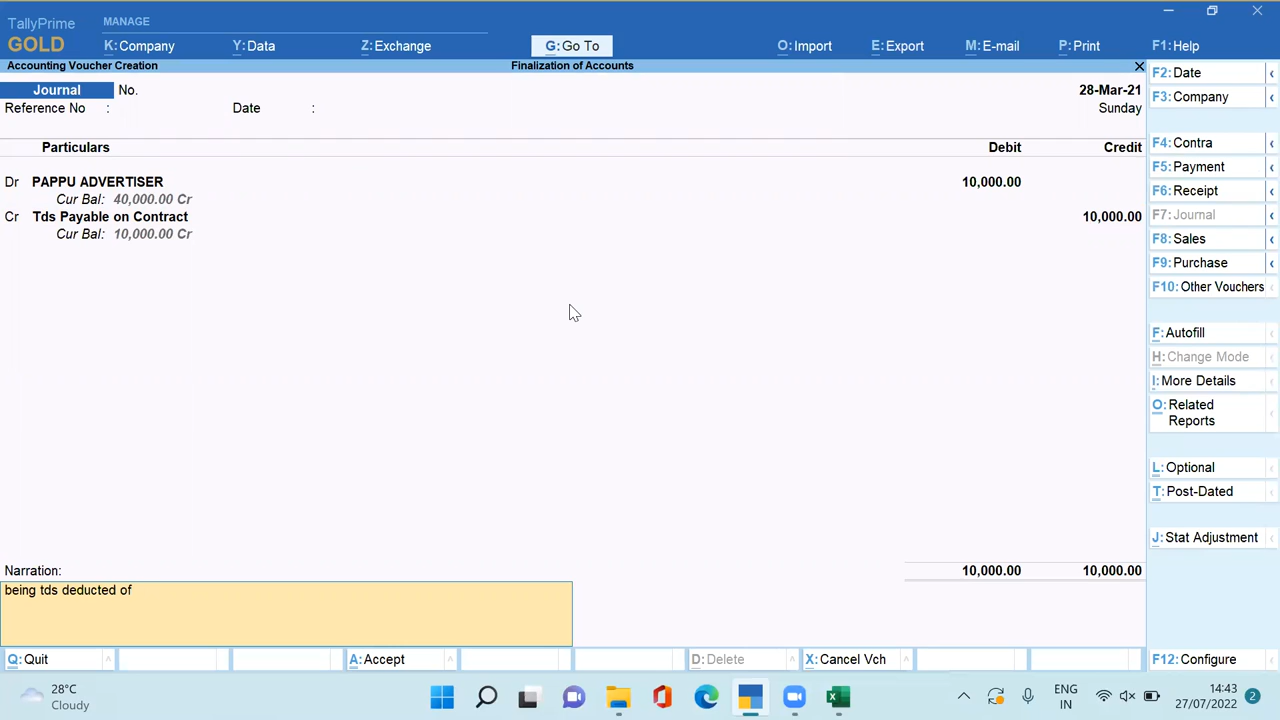 TallyPrime
GOLD
MANAGE
K:Company
Y:Data
Z:Exchange
G:Go To
O:Import
E:Export
M:E-mail
P:Print
F1:Help
Accounting Voucher Creation
Finalization of Accounts
Journal No.
28-Mar-21
Reference No :
Date :
Sunday
Particulars
Debit
Credit
Dr PAPPU ADVERTISER 10,000.00
Cur Bal: 40,000.00 Cr
Cr Tds Payable on Contract 10,000.00
Cur Bal: 10,000.00 Cr
Narration:
10,000.00 10,000.00
being tds deducted of
F2:Date
F3:Company
F4:Contra
F5:Payment
F6:Receipt
F7:Journal
F8:Sales
F9:Purchase
F10:Other Vouchers
F:Autofill
H:Change Mode
I:More Details
O:Related
Reports
L:Optional
T:Post-Dated
J:Stat Adjustment
Q:Quit
A:Accept
D:Delete
X:Cancel Vch
F12:Configure
28°C
Cloudy
ENG
IN
14:43
27/07/2022
2